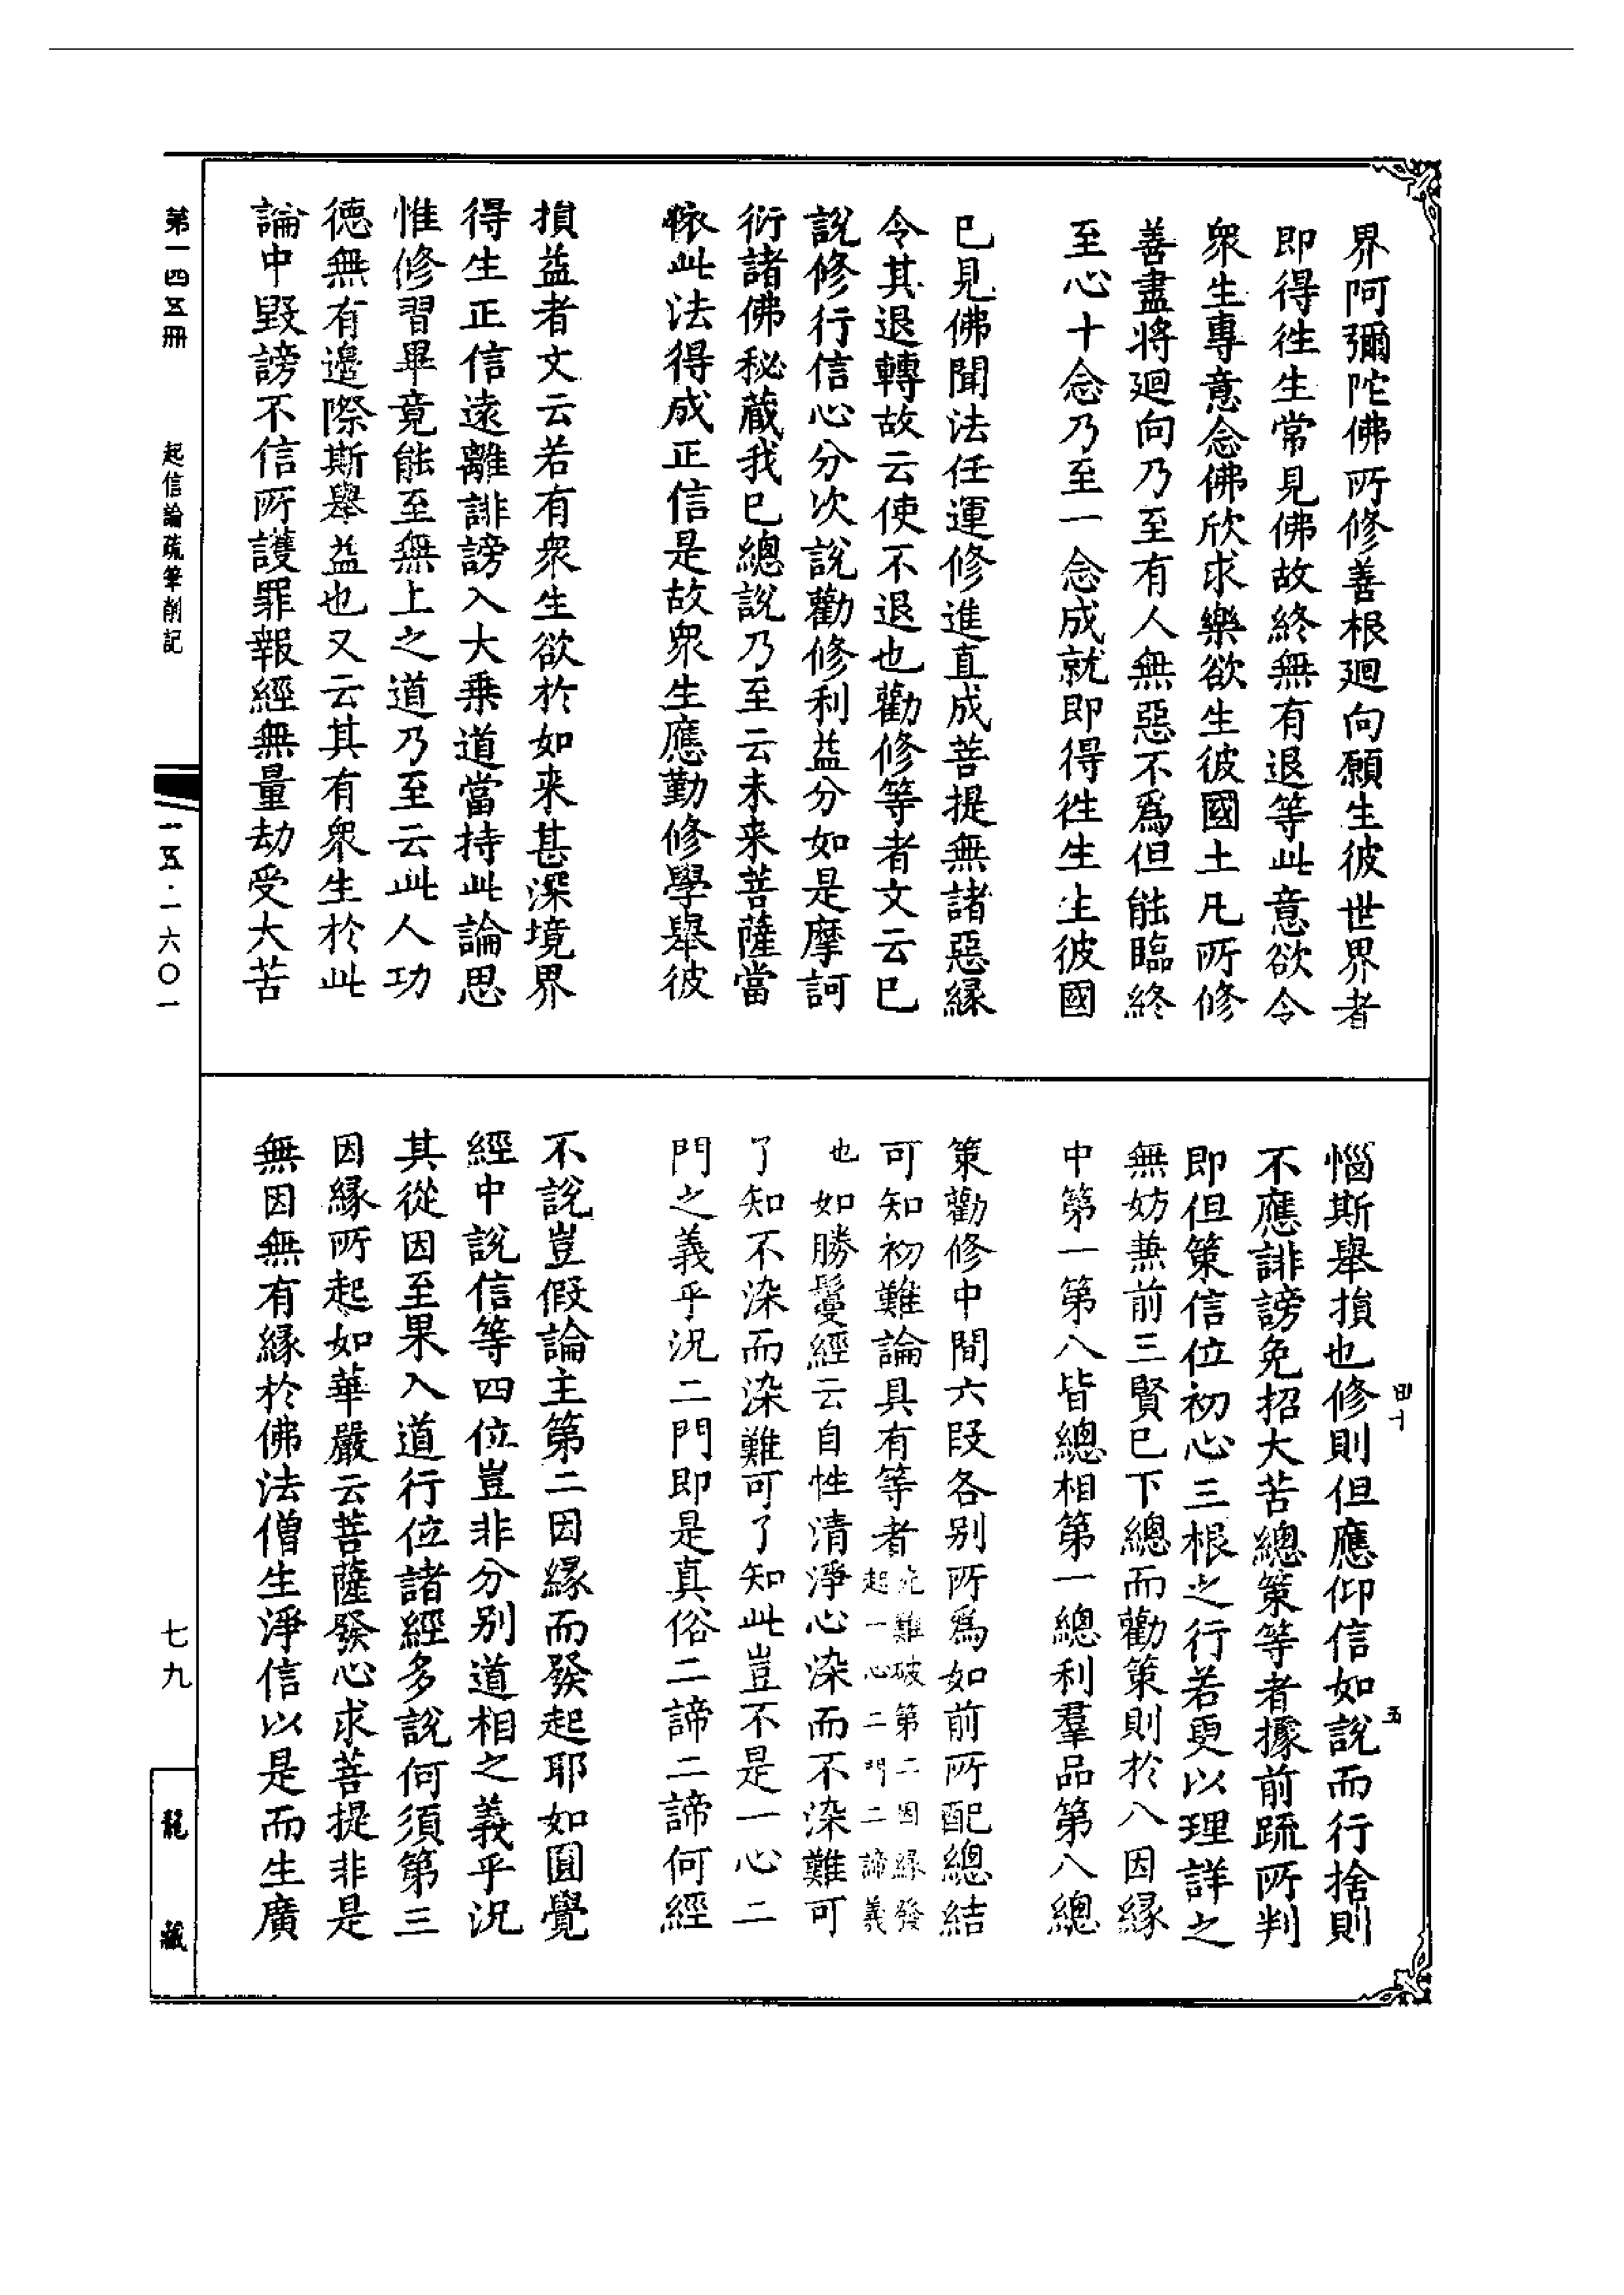 界阿彌陀佛所修善根廻向願生彼世界者
即得徃生常見佛故終無有退等此意欲令
衆生專意念佛欣求樂欲生彼國土凡所修
善盡將廻向乃至有人無惡不爲但能臨終
至心十念乃至一念成就即得徃生生彼國
已見佛聞法任運修進直成菩提無諸惡縁
令其退轉故云使不退也勸修等者文云已
說修行信心分次說勸修利益分如是摩訶
衍諸佛秘藏我已總說乃至云未来菩薩當
依此法得成正信是故衆生應勤修學舉彼
損益者文云若有衆生欲於如来甚深境界
得生正信遠離誹謗入大乗道當持此論思
惟修習畢竟能至無上之道乃至云此人功
德無有邊際斯舉益也又云其有衆生於此
論中毀謗不信所護罪報經無量劫受大苦
惱斯舉損也修則但應仰信如說而行捨則
不應誹謗免招大苦總策等者據前䟽所判
即但策信位初心三根之行若更以理詳之
無妨兼前三賢已下總而勸策則於八因縁
中第一第八皆總相第一總利羣品第八總
策勸修中間六段各别所爲如前所配總結
可知初難論具有等者先難破第二因縁發
起一心二門二諦義
也如勝鬘經云自性清淨心染而不染難可
了知不染而染難可了知此豈不是一心二
門之義乎況二門即是真俗二諦二諦何經
不說豈假論主第二因縁而發起耶如圓覺
經中說信等四位豈非分别道相之義乎況
其從因至果入道行位諸經多說何須第三
因縁所起如華嚴云菩薩發心求菩提非是
無因無有縁於佛法僧生淨信以是而生廣
第一四五冊
起信論疏筆削記
一五·一六〇一
七九
龍藏
五